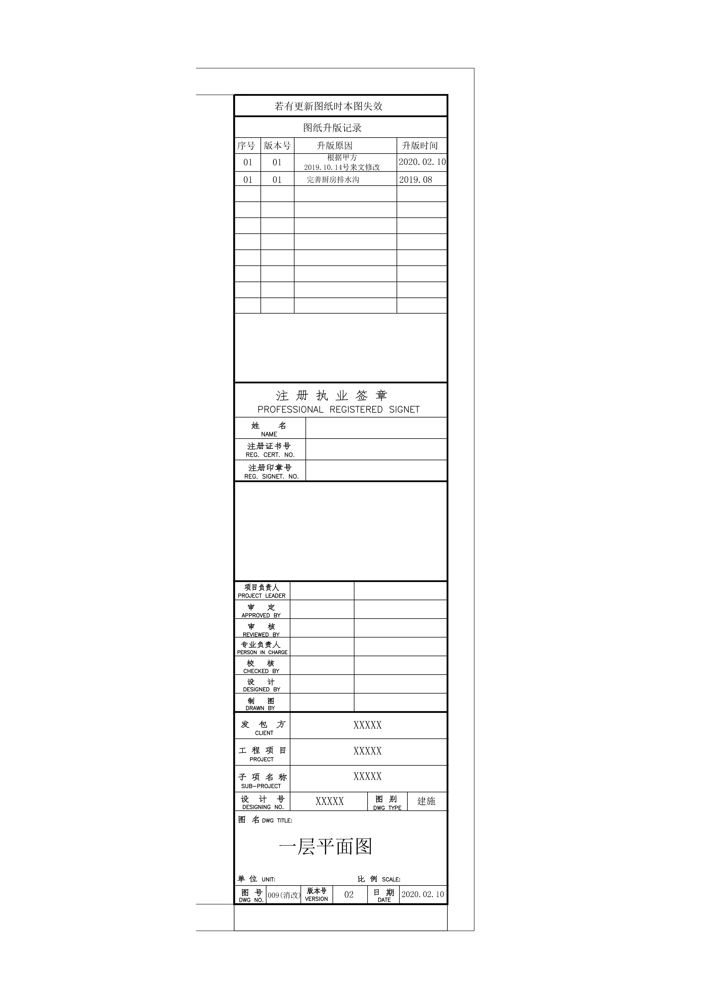 若有更新图纸时本图失效
图纸升版记录
序号 版本号 升版原因 升版时间
01 01 根据甲方 2020.02.10
2019.10.14号来文修改
01 01 完善厨房排水沟 2019.08
注 册 执 业 签 章
PROFESSIONAL REGISTERED SIGNET
姓 名
NAME
注册证书号
REG. CERT. NO.
注册印章号
REG. SIGNET. NO.
项目负责人
PROJECT LEADER
审 定
APPROVED BY
审 核
REVIEWED BY
专业负责人
PERSON IN CHARGE
校 核
CHECKED BY
设 计
DESIGNED BY
制 图
DRAWN BY
发 包 方 XXXXX
CLIENT
工 程 项 目 XXXXX
PROJECT
子 项 名 称 XXXXX
SUB-PROJECT
设 计 号 XXXXX 图 别 建施
DESIGNING NO. DWG TYPE
图 名 DWG TITLE:
一层平面图
单 位 UNIT: 比 例 SCALE:
图 号 009(消改) 版本号 02 日 期 2020.02.10
DWG NO. VERSION DATE